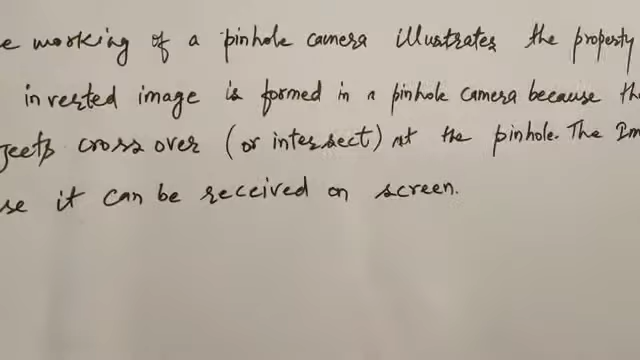 e working of a pinhole camera illustrates the property
inverted image is formed in a pinhole camera because the
jects cross over (or intersect) at the pinhole. The Im
se it can be received on screen.